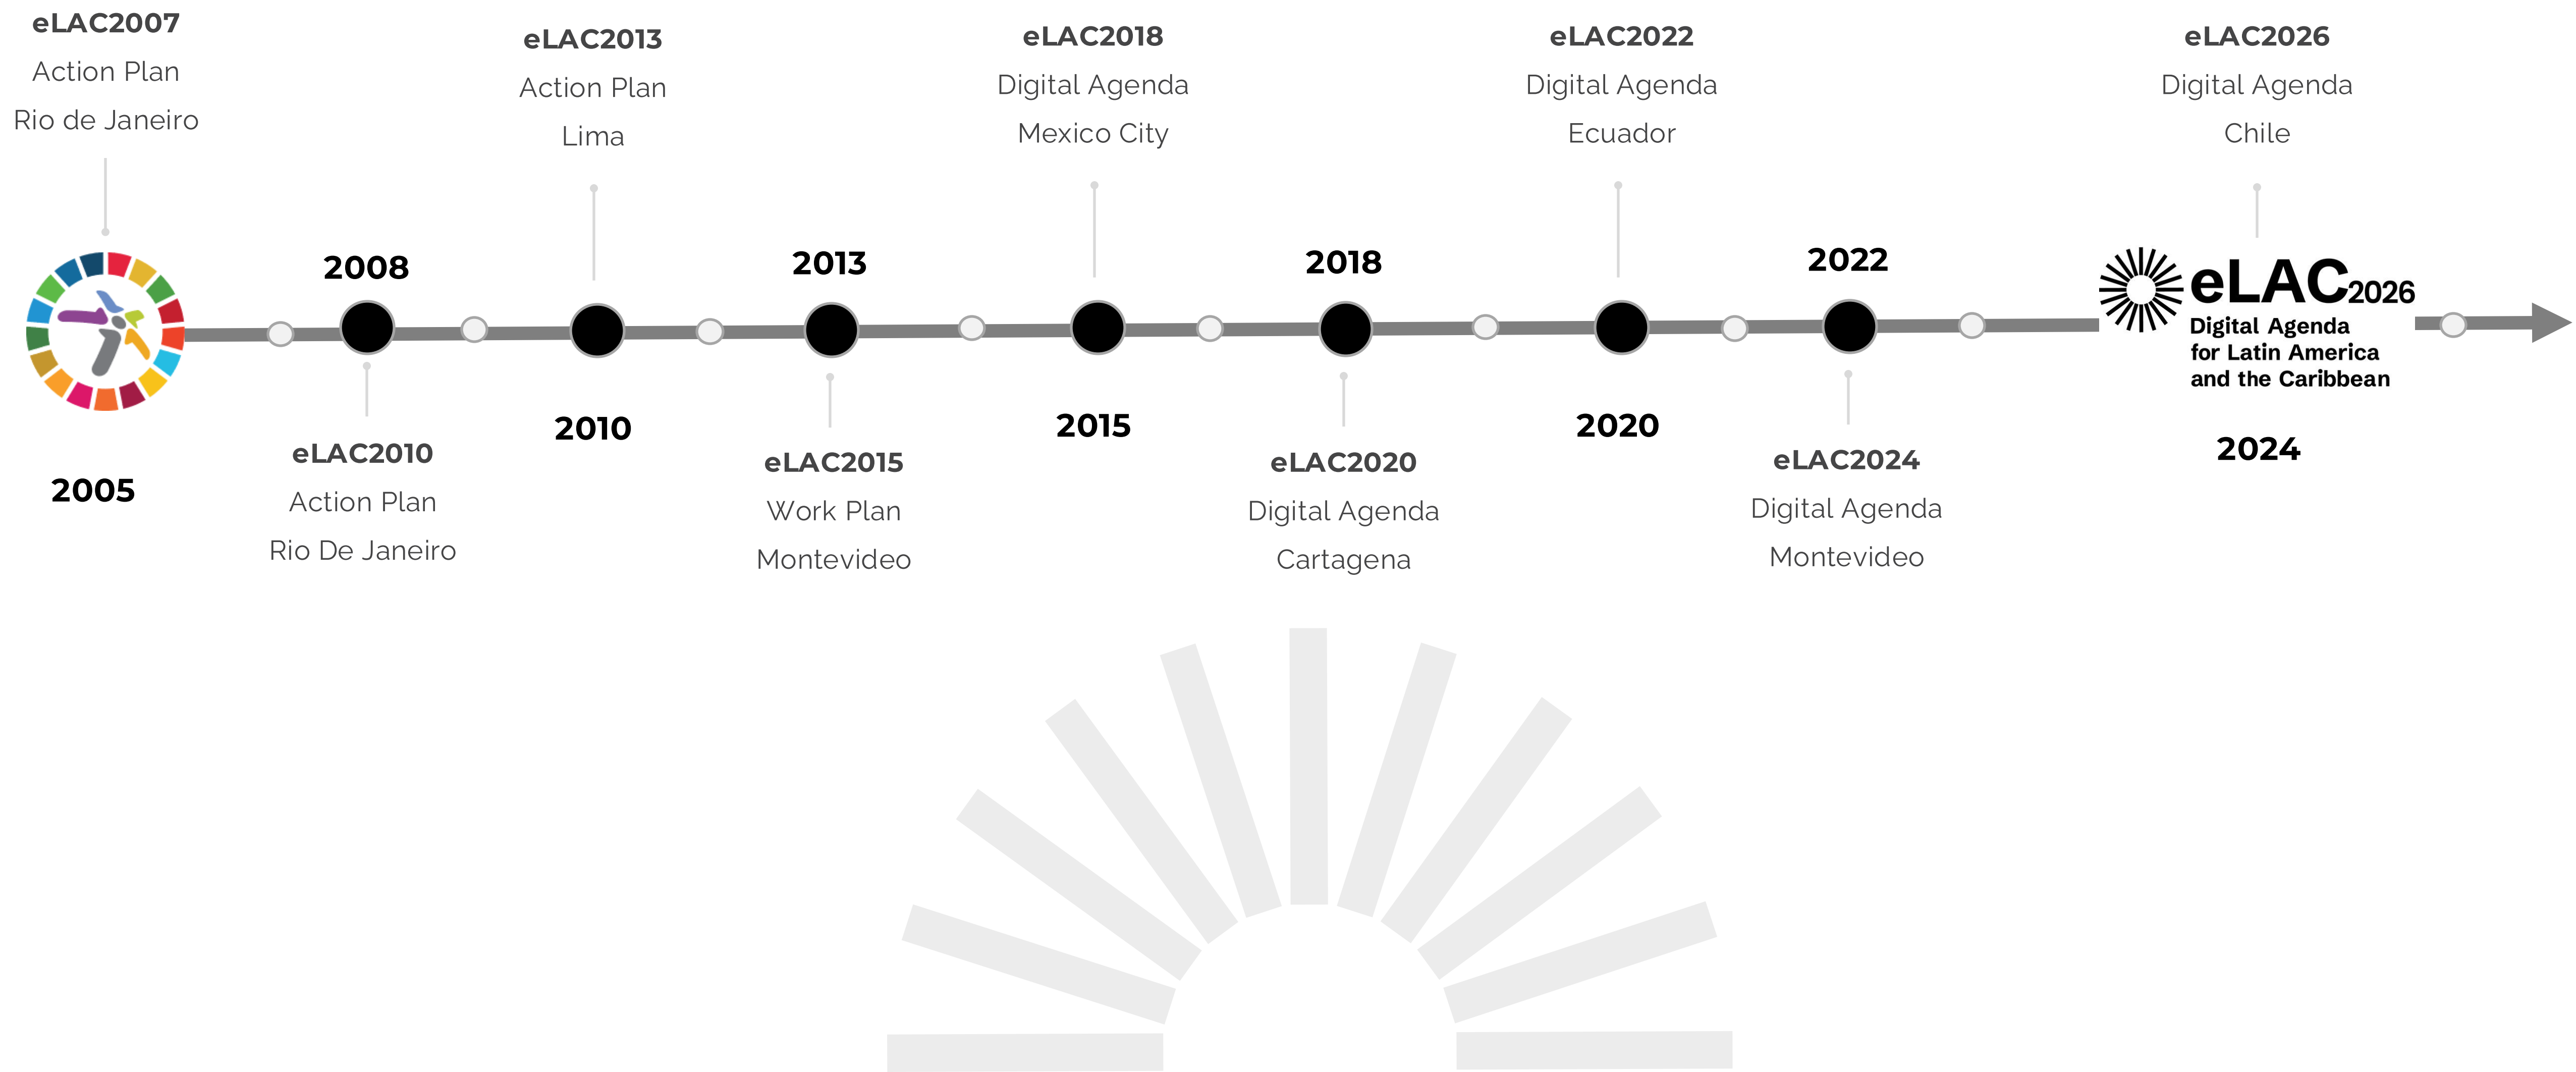 eLAC2007
Action Plan
Rio de Janeiro
2005
2008
eLAC2010
Action Plan
Rio De Janeiro
eLAC2013
Action Plan
Lima
2010
2013
eLAC2015
Work Plan
Montevideo
eLAC2018
Digital Agenda
Mexico City
2015
2018
eLAC2020
Digital Agenda
Cartagena
eLAC2022
Digital Agenda
Ecuador
2020
2022
eLAC2024
Digital Agenda
Montevideo
eLAC2026
Digital Agenda
Chile
eLAC2026
Digital Agenda
for Latin America
and the Caribbean
2024